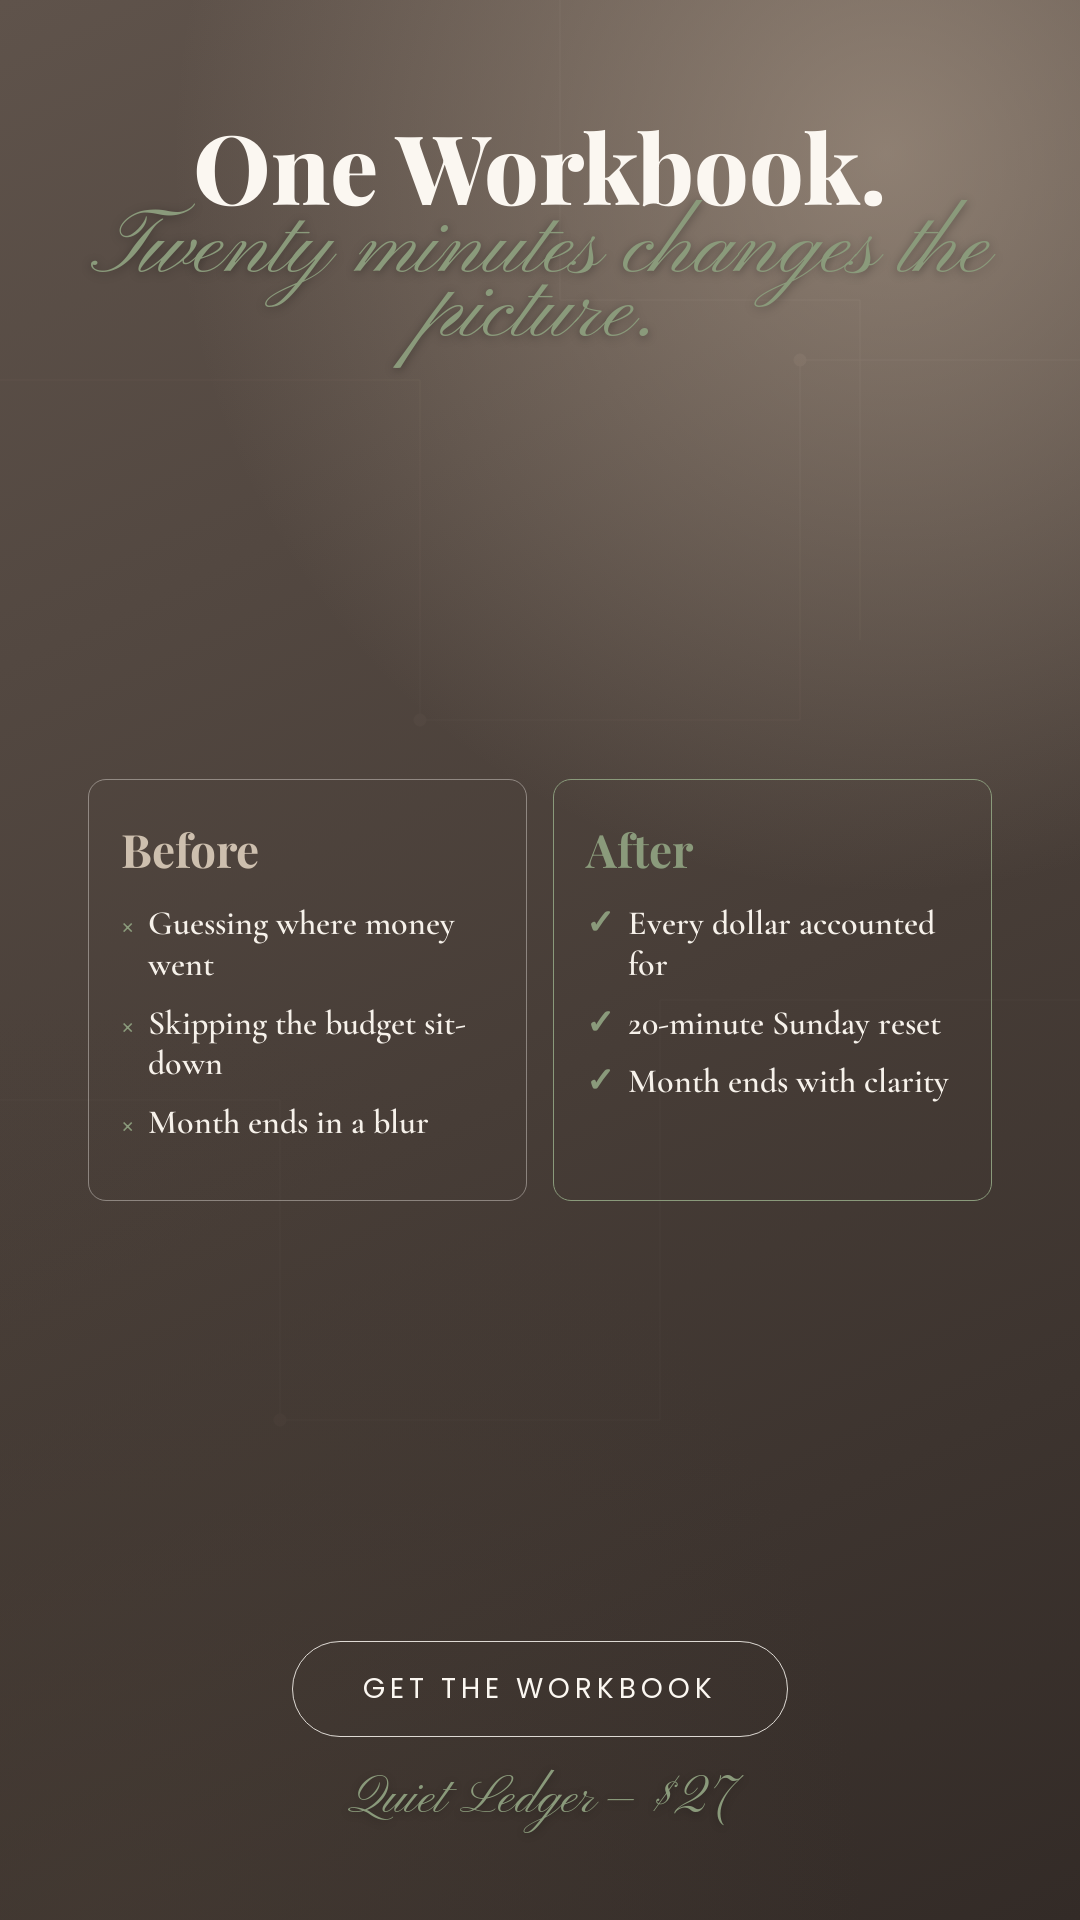 One Workbook.
Twenty minutes changes the
picture.
Before
× Guessing where money
went
× Skipping the budget sit-
down
× Month ends in a blur
After
✓ Every dollar accounted
for
✓ 20-minute Sunday reset
✓ Month ends with clarity
GET THE WORKBOOK
Quiet Ledger – $27